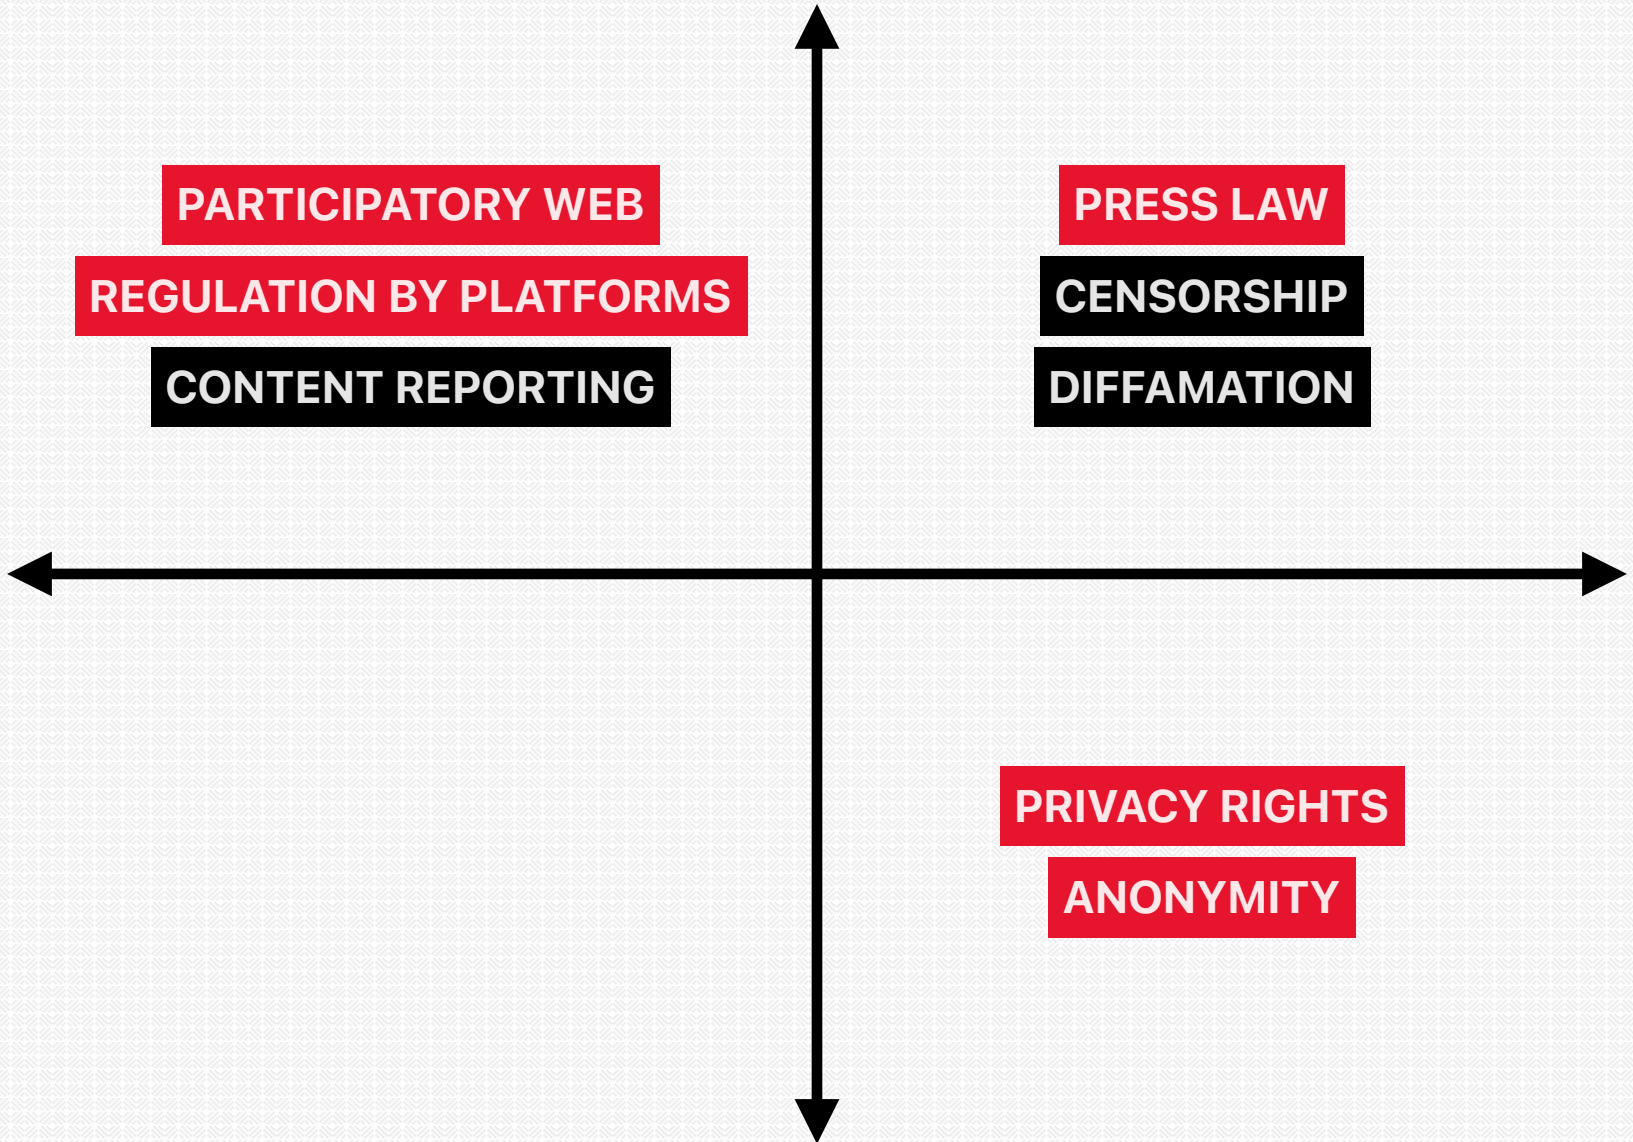 PARTICIPATORY WEB
REGULATION BY PLATFORMS
CONTENT REPORTING
PRESS LAW
CENSORSHIP
DIFFAMATION
PRIVACY RIGHTS
ANONYMITY